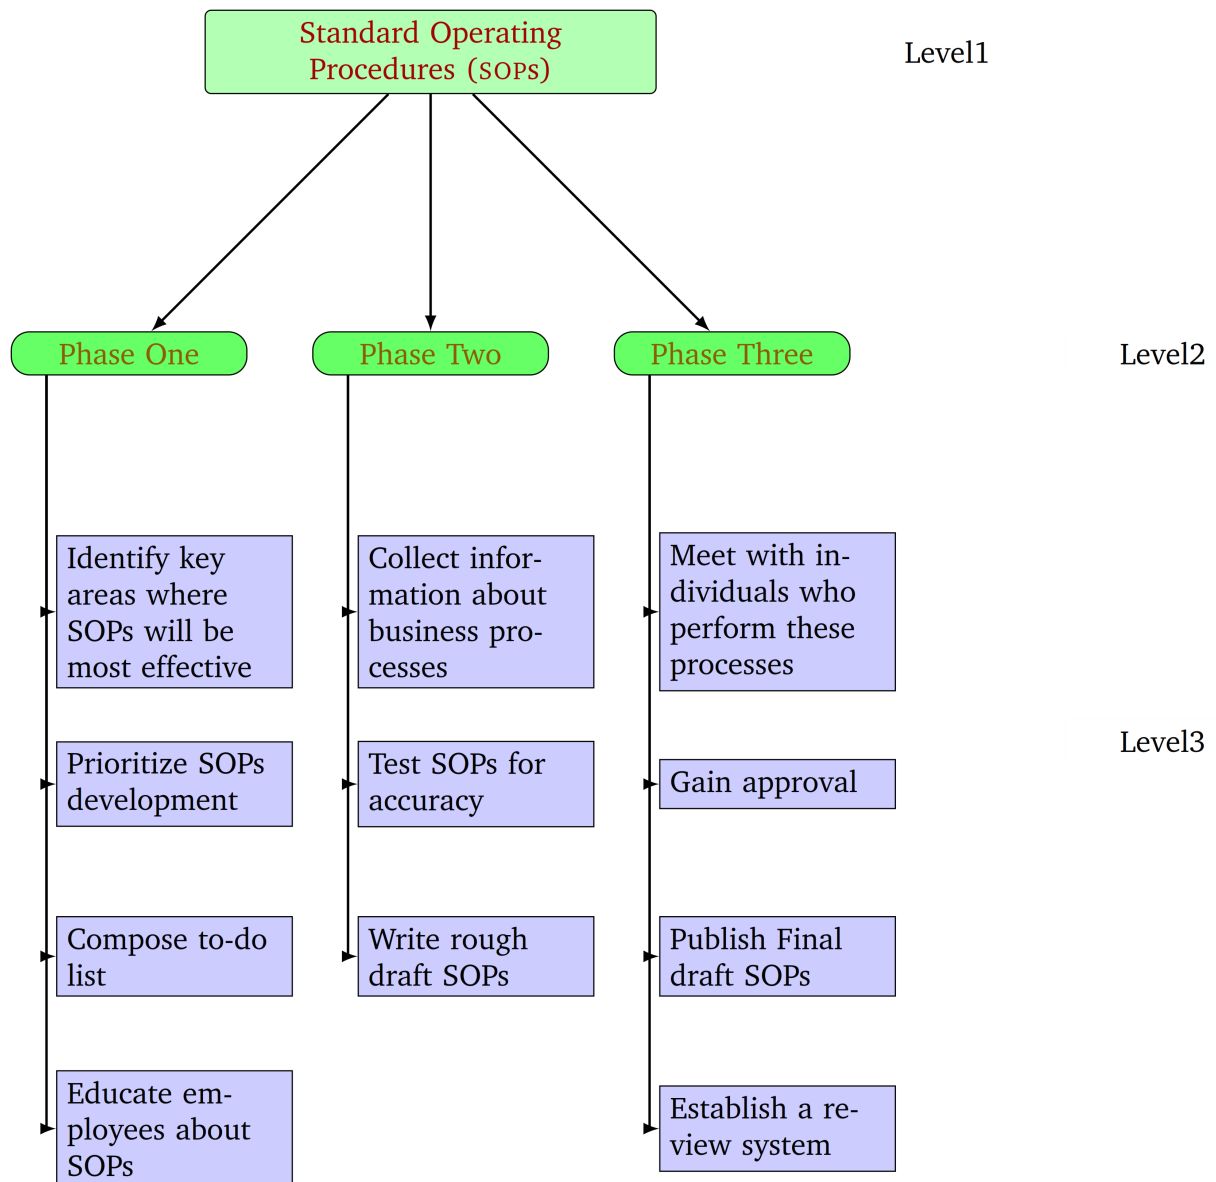 Standard Operating
Procedures (SOPs)
Level1
Phase One
Phase Two
Phase Three
Level2
Identify key
areas where
SOPs will be
most effective
Collect infor-
mation about
business pro-
cesses
Meet with in-
dividuals who
perform these
processes
Level3
Prioritize SOPs
development
Test SOPs for
accuracy
Gain approval
Compose to-do
list
Write rough
draft SOPs
Publish Final
draft SOPs
Educate em-
ployees about
SOPs
Establish a re-
view system